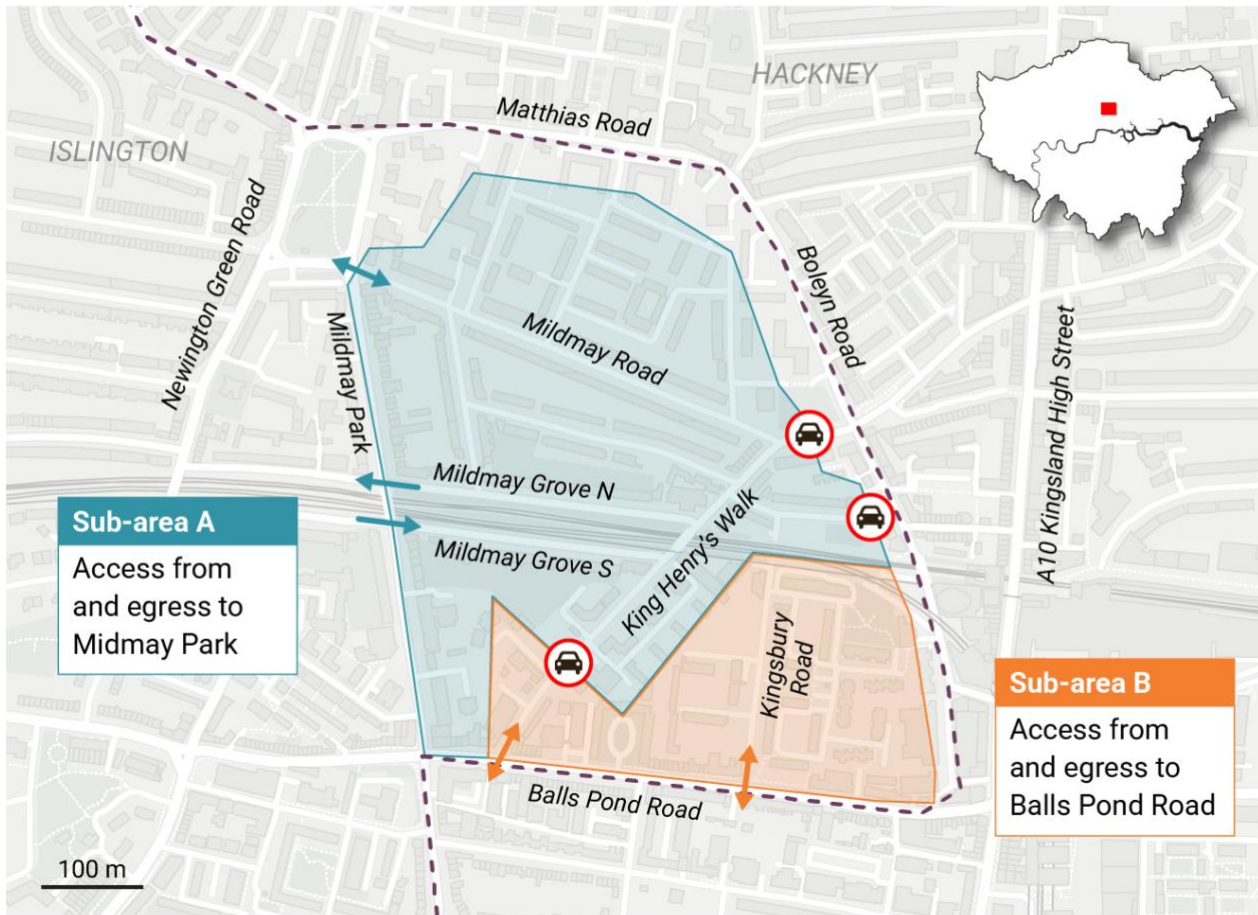 HACKNEY
Matthias Road
ISLINGTON
Newington Green Road
Boleyn Road
Mildmay Road
Mildmay Park
A10 Kingsland High Street
Mildmay Grove N
King Henry's Walk
Mildmay Grove S
Sub-area A
Access from
and egress to
Midmay Park
Kingsbury
Road
Sub-area B
Access from
and egress to
Balls Pond Road
Balls Pond Road
100 m